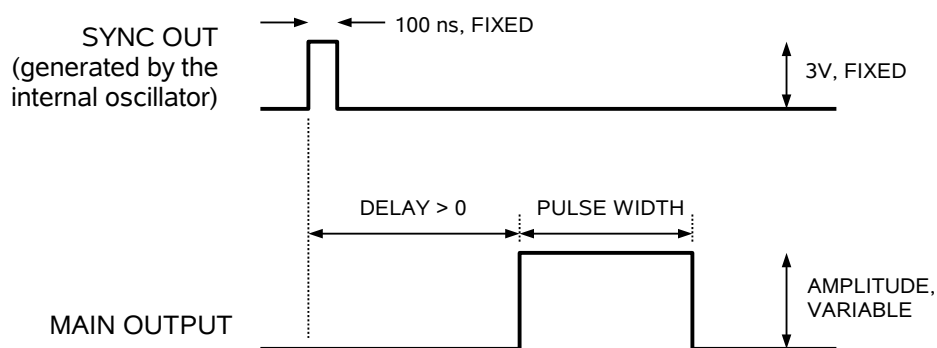 100 ns, FIXED
SYNC OUT
(generated by the
internal oscillator)
3V, FIXED
DELAY > 0
PULSE WIDTH
AMPLITUDE,
VARIABLE
MAIN OUTPUT